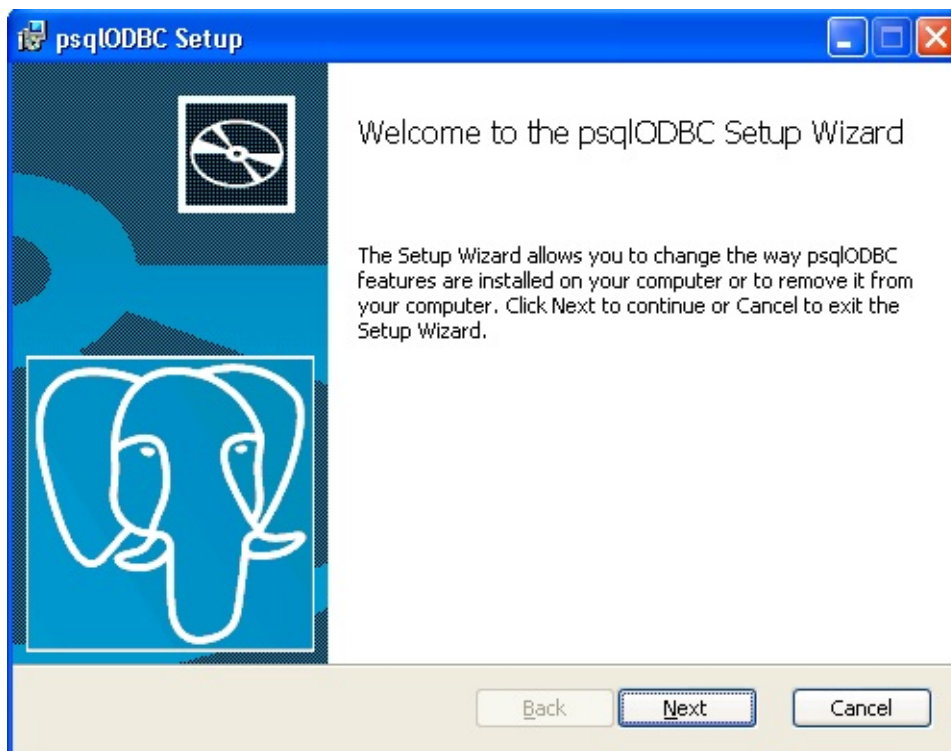 psqlODBC Setup
Welcome to the psqlODBC Setup Wizard
The Setup Wizard allows you to change the way psqlODBC
features are installed on your computer or to remove it from
your computer. Click Next to continue or Cancel to exit the
Setup Wizard.
Back Next Cancel